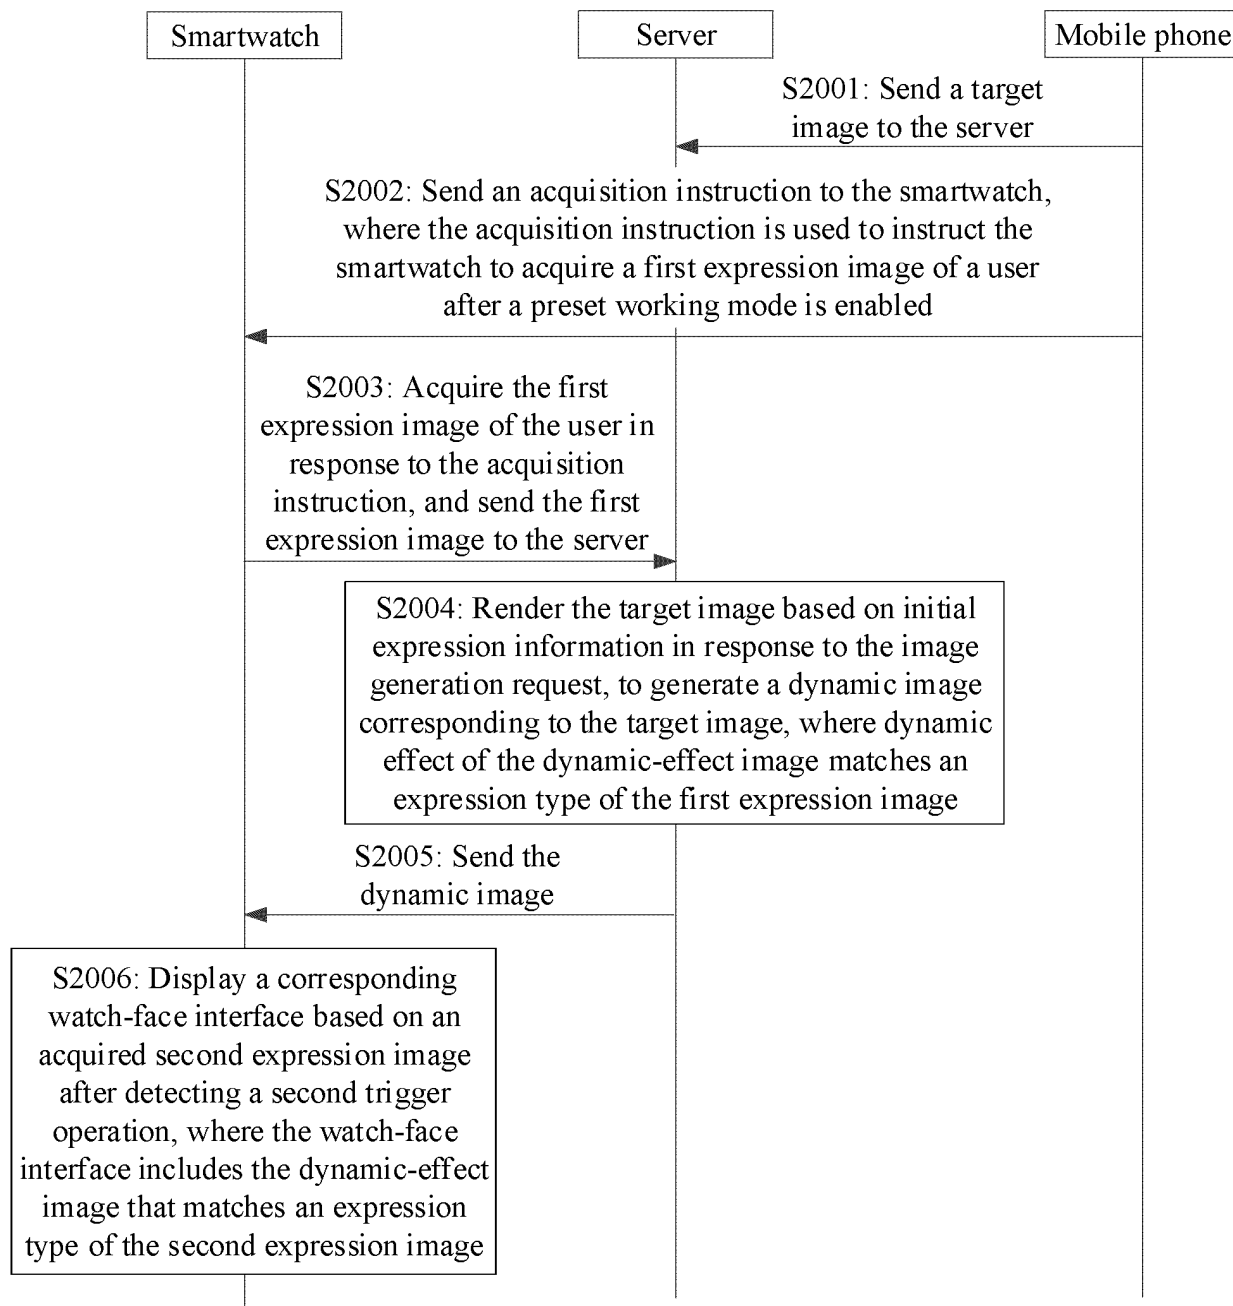 Smartwatch
Server
Mobile phone
S2001: Send a target
image to the server
S2002: Send an acquisition instruction to the smartwatch,
where the acquisition instruction is used to instruct the
smartwatch to acquire a first expression image of a user
after a preset working mode is enabled
S2003: Acquire the first
expression image of the user in
response to the acquisition
instruction, and send the first
expression image to the server
S2004: Render the target image based on initial
expression information in response to the image
generation request, to generate a dynamic image
corresponding to the target image, where dynamic
effect of the dynamic-effect image matches an
expression type of the first expression image
S2005: Send the
dynamic image
S2006: Display a corresponding
watch-face interface based on an
acquired second expression image
after detecting a second trigger
operation, where the watch-face
interface includes the dynamic-effect
image that matches an expression
type of the second expression image